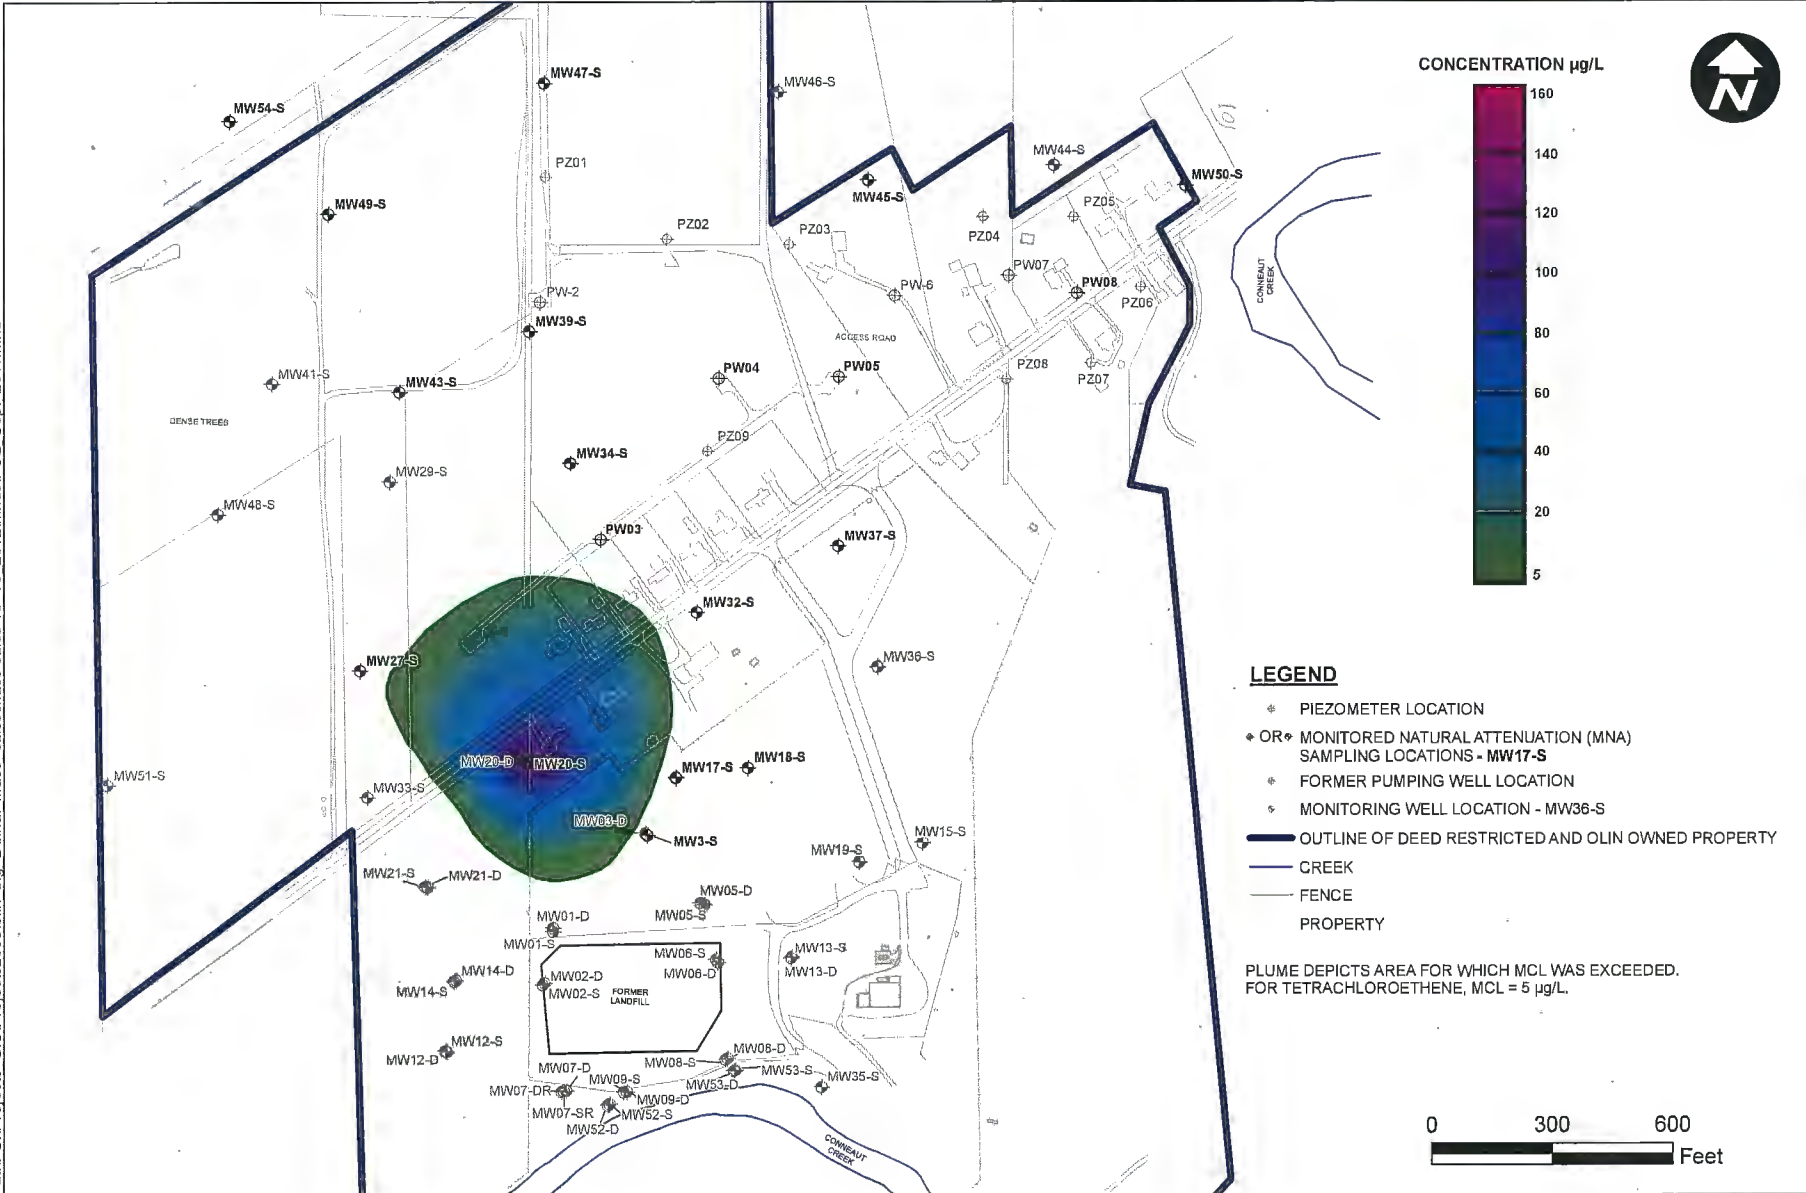 MW47-S
MW46-S
MW54-S
MW44-S
PZ01
MW50-S
MW45-S
MW49-S
PZ02
PZ03
PZ04
PZ05
PW07
PW-2
PW-6
PW08
PZ06
MW39-S
ACCESS ROAD
CONNEAUT
CREEK
MW41-S
MW43-S
PW04
PW05
PZ08
PZ07
DENSE TREES
PZ09
MW34-S
MW29-S
MW48-S
PW03
MW37-S
MW32-S
MW27-S
MW36-S
MW20-D
MW20-S
MW18-S
MW17-S
MW51-S
MW33-S
MW03-D
MW3-S
MW15-S
MW19-S
MW21-S
MW21-D
MW05-D
MW05-S
MW01-D
MW01-S
MW06-S
MW06-D
MW13-S
MW13-D
MW14-D
MW14-S
MW02-D
MW02-S
FORMER
LANDFILL
MW12-S
MW12-D
MW08-D
MW08-S
MW53-S
MW53-D
MW35-S
MW07-D
MW07-DR
MW09-S
MW09-D
MW07-SR
MW52-S
MW52-D
CONNEAUT
CREEK
CONCENTRATION µg/L
160
140
120
100
80
60
40
20
5
N
LEGEND
PIEZOMETER LOCATION
OR MONITORED NATURAL ATTENUATION (MNA)
SAMPLING LOCATIONS - MW17-S
FORMER PUMPING WELL LOCATION
MONITORING WELL LOCATION - MW36-S
OUTLINE OF DEED RESTRICTED AND OLIN OWNED PROPERTY
CREEK
FENCE
PROPERTY
PLUME DEPICTS AREA FOR WHICH MCL WAS EXCEEDED.
FOR TETRACHLOROETHENE, MCL = 5 µg/L.
0 300 600
Feet